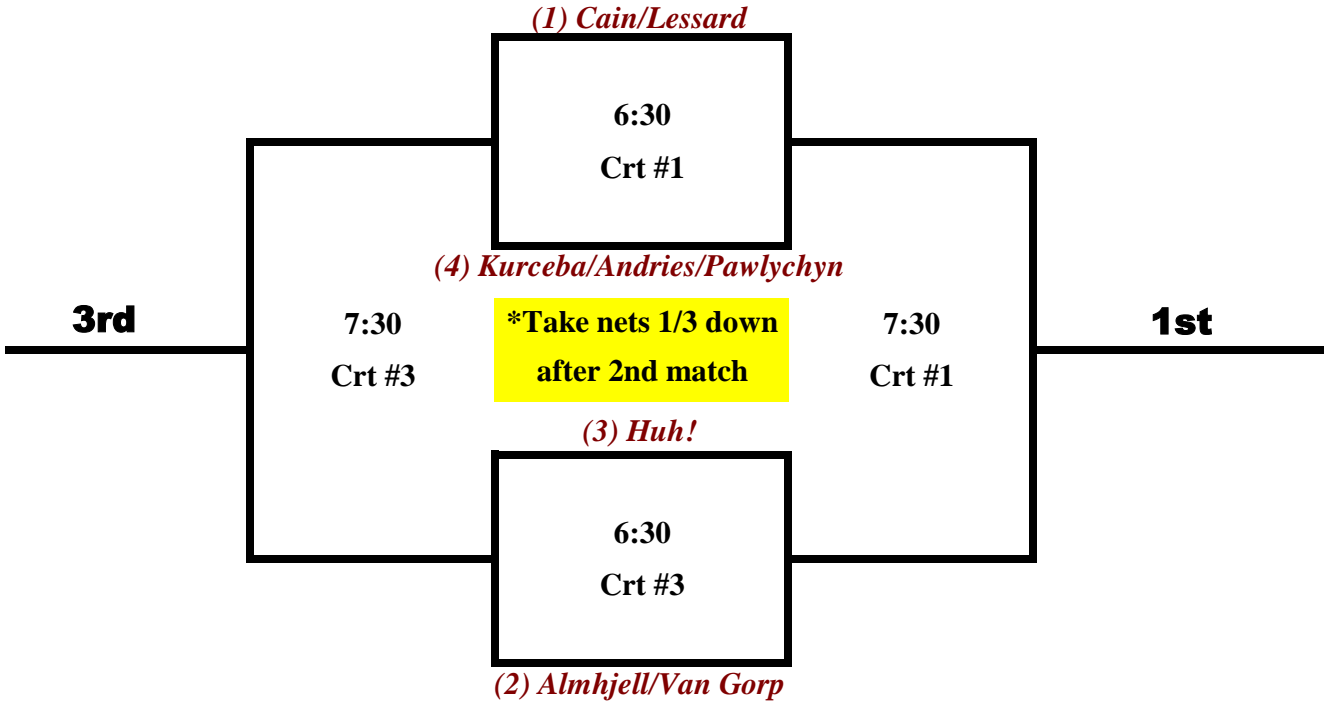 (1) Cain/Lessard
6:30
Crt #1
(4) Kurceba/Andries/Pawlychyn
3rd
7:30
Crt #3
*Take nets 1/3 down
after 2nd match
7:30
Crt #1
1st
(3) Huh!
6:30
Crt #3
(2) Almhjell/Van Gorp